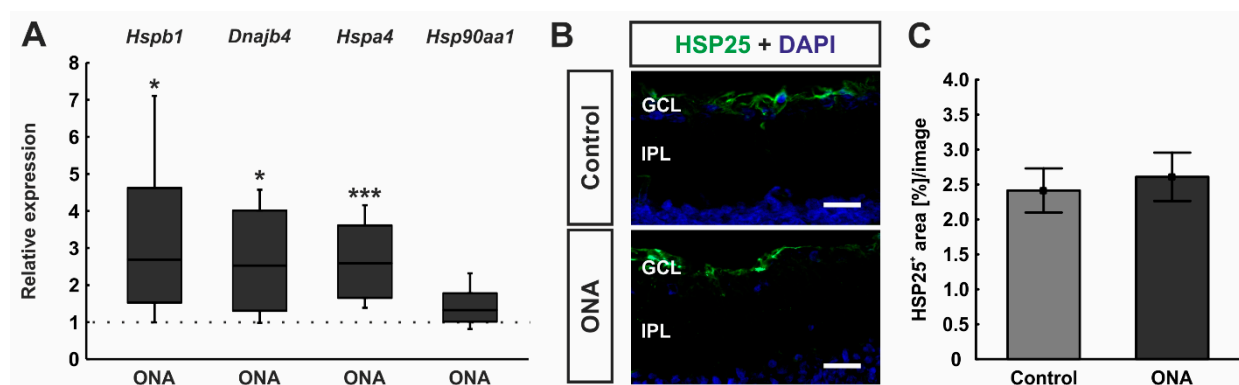 A
Hspb1 Dnajb4 Hspa4 Hsp90aa1
Relative expression
8
7
6
5
4
3
2
1
0
*
*
***
ONA ONA ONA ONA
B
HSP25 + DAPI
Control
GCL
IPL
ONA
GCL
IPL
C
HSP25⁺ area [%]/image
4.0
3.5
3.0
2.5
2.0
1.5
1.0
0.5
0
Control ONA